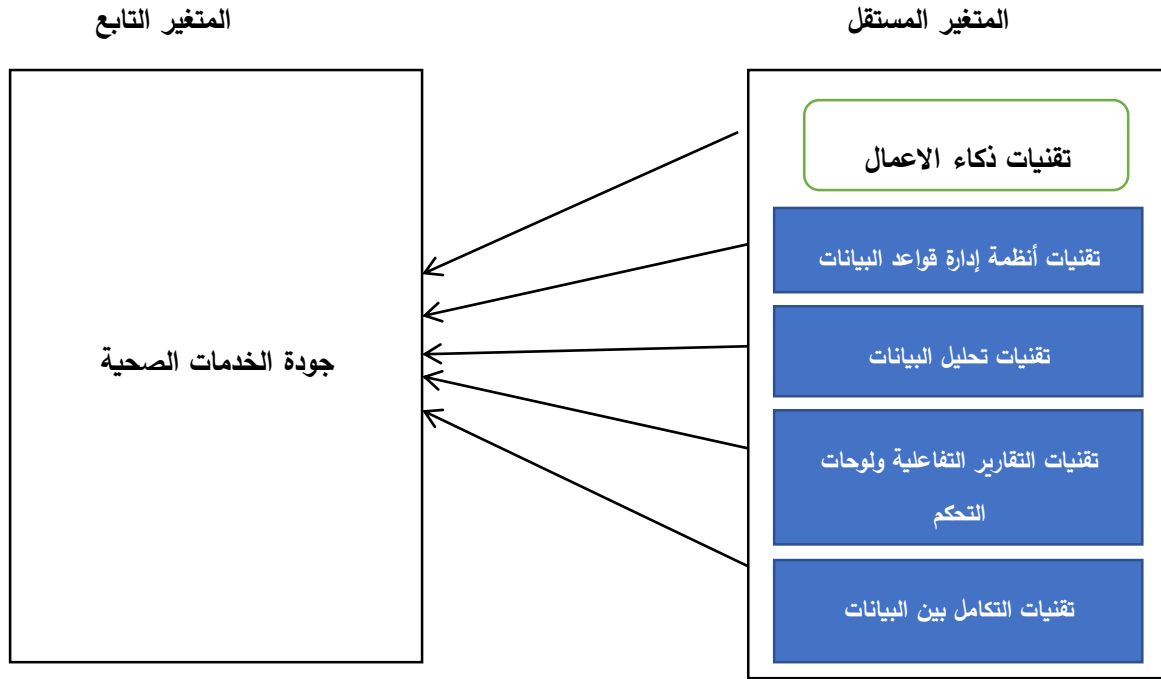 المتغير المستقل
المتغير التابع
تقنيات ذكاء الاعمال
تقنيات أنظمة إدارة قواعد البيانات
تقنيات تحليل البيانات
تقنيات التقارير التفاعلية ولوحات
التحكم
تقنيات التكامل بين البيانات
جودة الخدمات الصحية